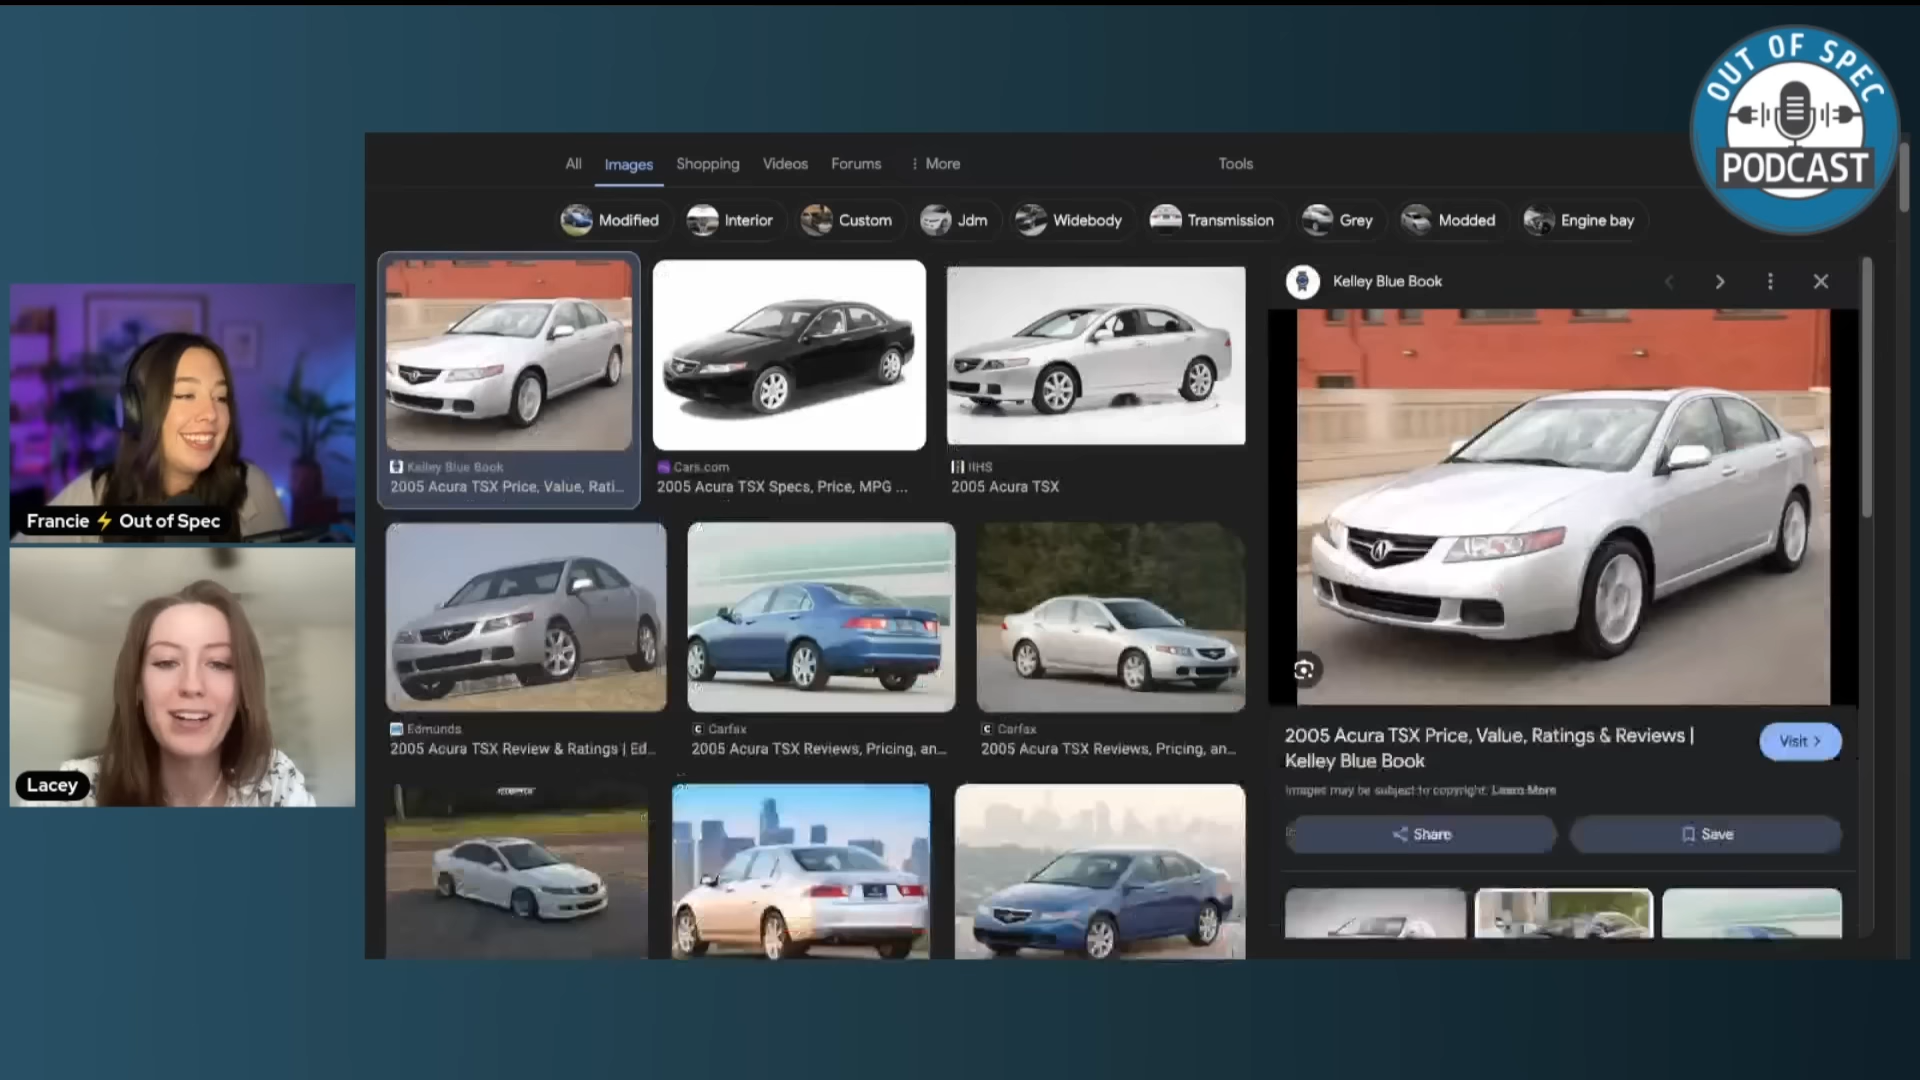 OUT OF SPEC
PODCAST
All
Images
Shopping
Videos
Forums
More
Tools
Modified
Interior
Custom
Jdm
Widebody
Transmission
Grey
Modded
Engine bay
Kelley Blue Book
2005 Acura TSX Price, Value, Rati...
Cars.com
2005 Acura TSX Specs, Price, MPG ...
IIHS
2005 Acura TSX
Edmunds
2005 Acura TSX Review & Ratings | Ed...
Carfax
2005 Acura TSX Reviews, Pricing, an...
Carfax
2005 Acura TSX Reviews, Pricing, an...
Kelley Blue Book
2005 Acura TSX Price, Value, Ratings & Reviews |
Kelley Blue Book
Visit
Images may be subject to copyright. Learn More
Share
Save
Francie ⚡ Out of Spec
Lacey